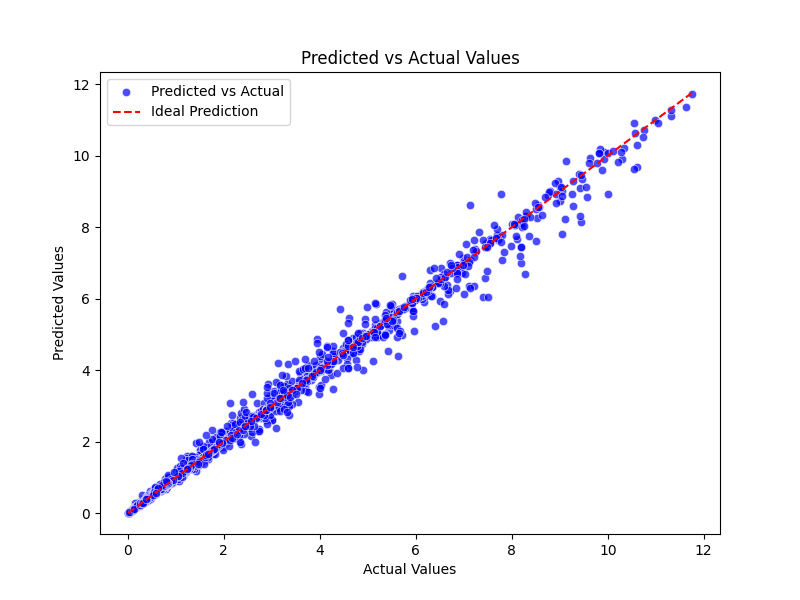 Predicted vs Actual Values
Predicted vs Actual
Ideal Prediction
Predicted Values
12
10
8
6
4
2
0
0 2 4 6 8 10 12
Actual Values